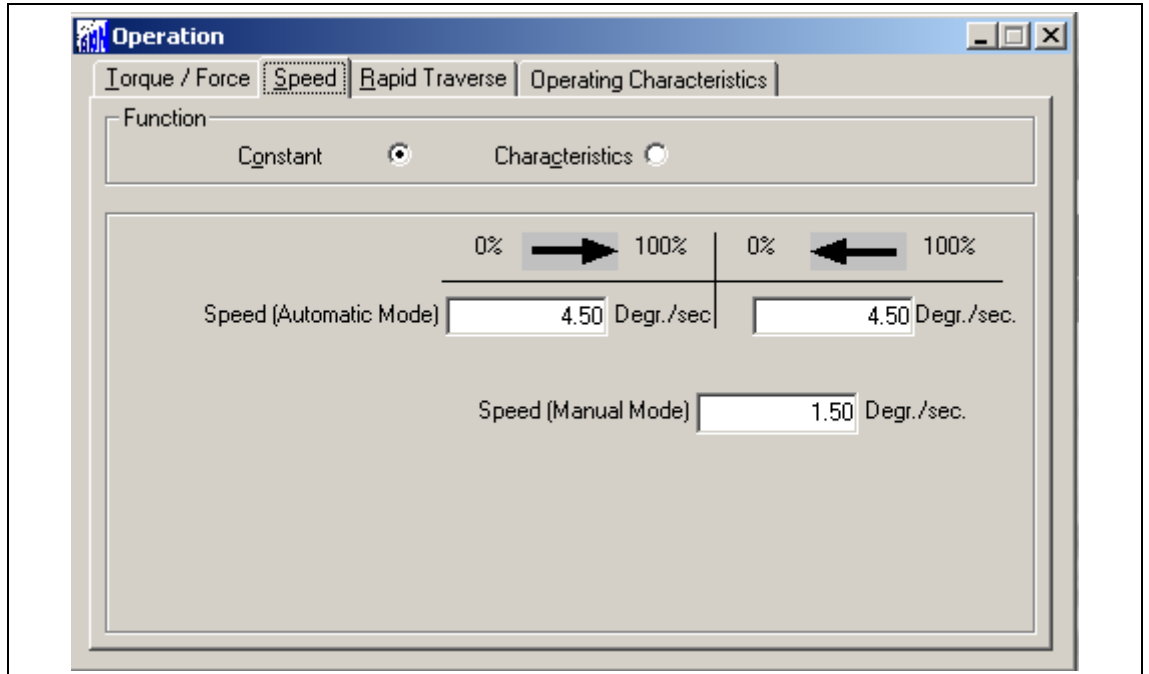 Operation
Torque / Force Speed Rapid Traverse Operating Characteristics
Function
Constant Characteristics
0% 100% 0% 100%
Speed (Automatic Mode) 4.50 Degr./sec 4.50 Degr./sec.
Speed (Manual Mode) 1.50 Degr./sec.